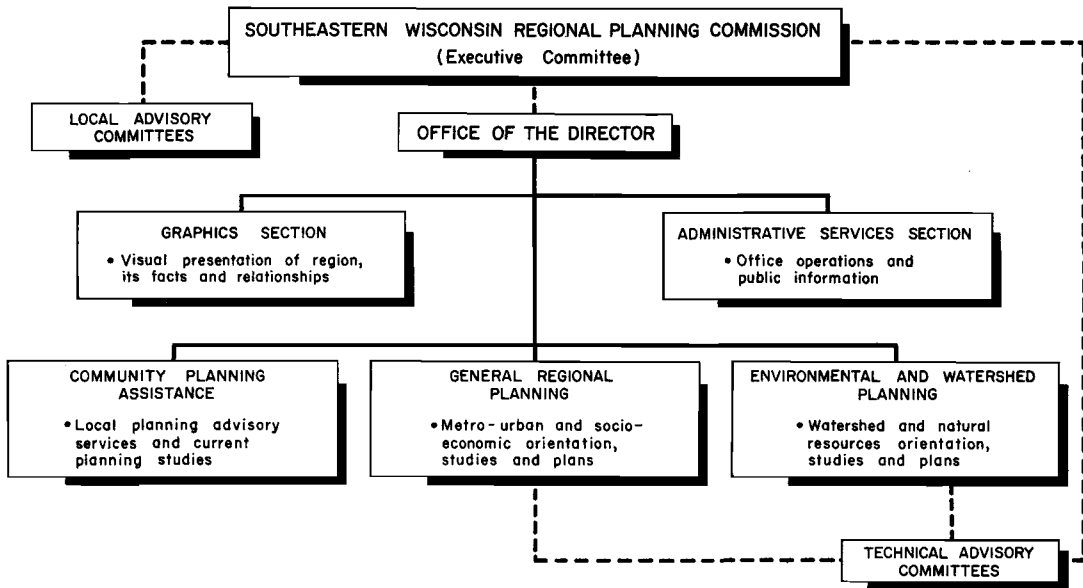 SOUTHEASTERN WISCONSIN REGIONAL PLANNING COMMISSION
(Executive Committee)
LOCAL ADVISORY
COMMITTEES
OFFICE OF THE DIRECTOR
GRAPHICS SECTION
• Visual presentation of region,
its facts and relationships
ADMINISTRATIVE SERVICES SECTION
• Office operations and
public information
COMMUNITY PLANNING
ASSISTANCE
• Local planning advisory
services and current
planning studies
GENERAL REGIONAL
PLANNING
• Metro-urban and socio-
economic orientation,
studies and plans
ENVIRONMENTAL AND WATERSHED
PLANNING
• Watershed and natural
resources orientation,
studies and plans
TECHNICAL ADVISORY
COMMITTEES